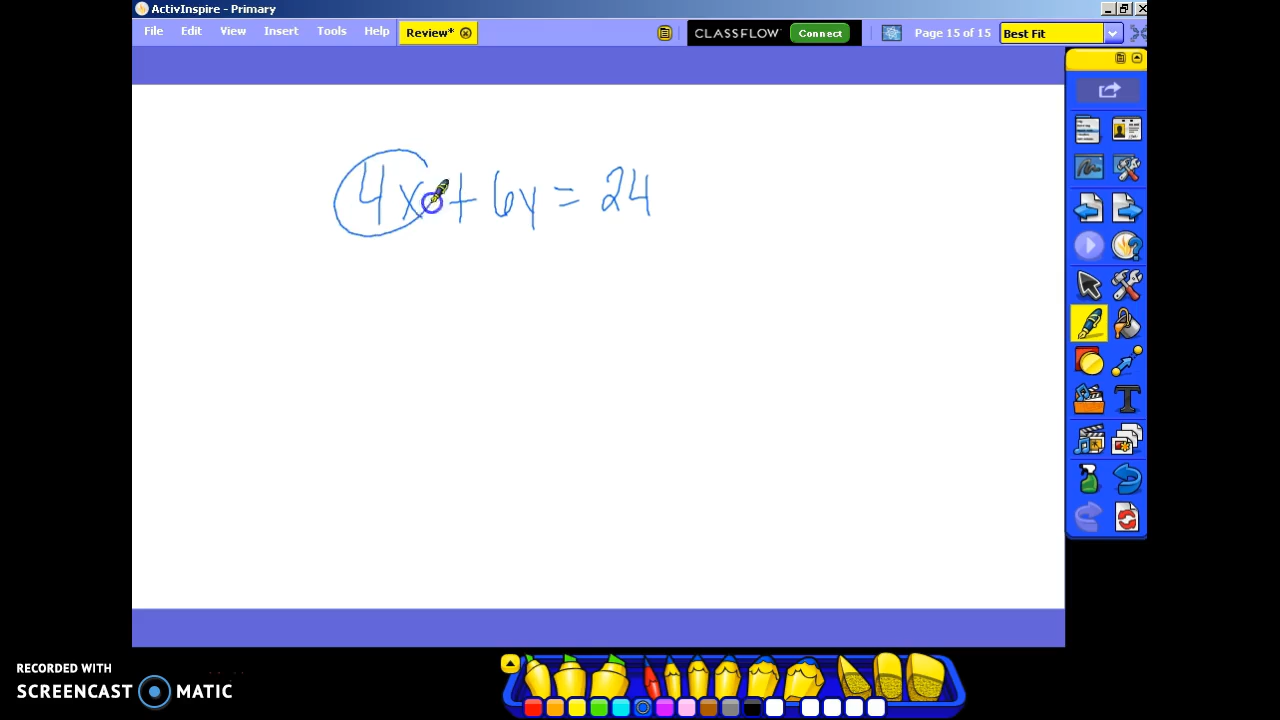 ActivInspire - Primary
File Edit View Insert Tools Help Review* CLASSFLOW Connect Page 15 of 15 Best Fit
4x + 6y = 24
RECORDED WITH
SCREENCAST MATIC